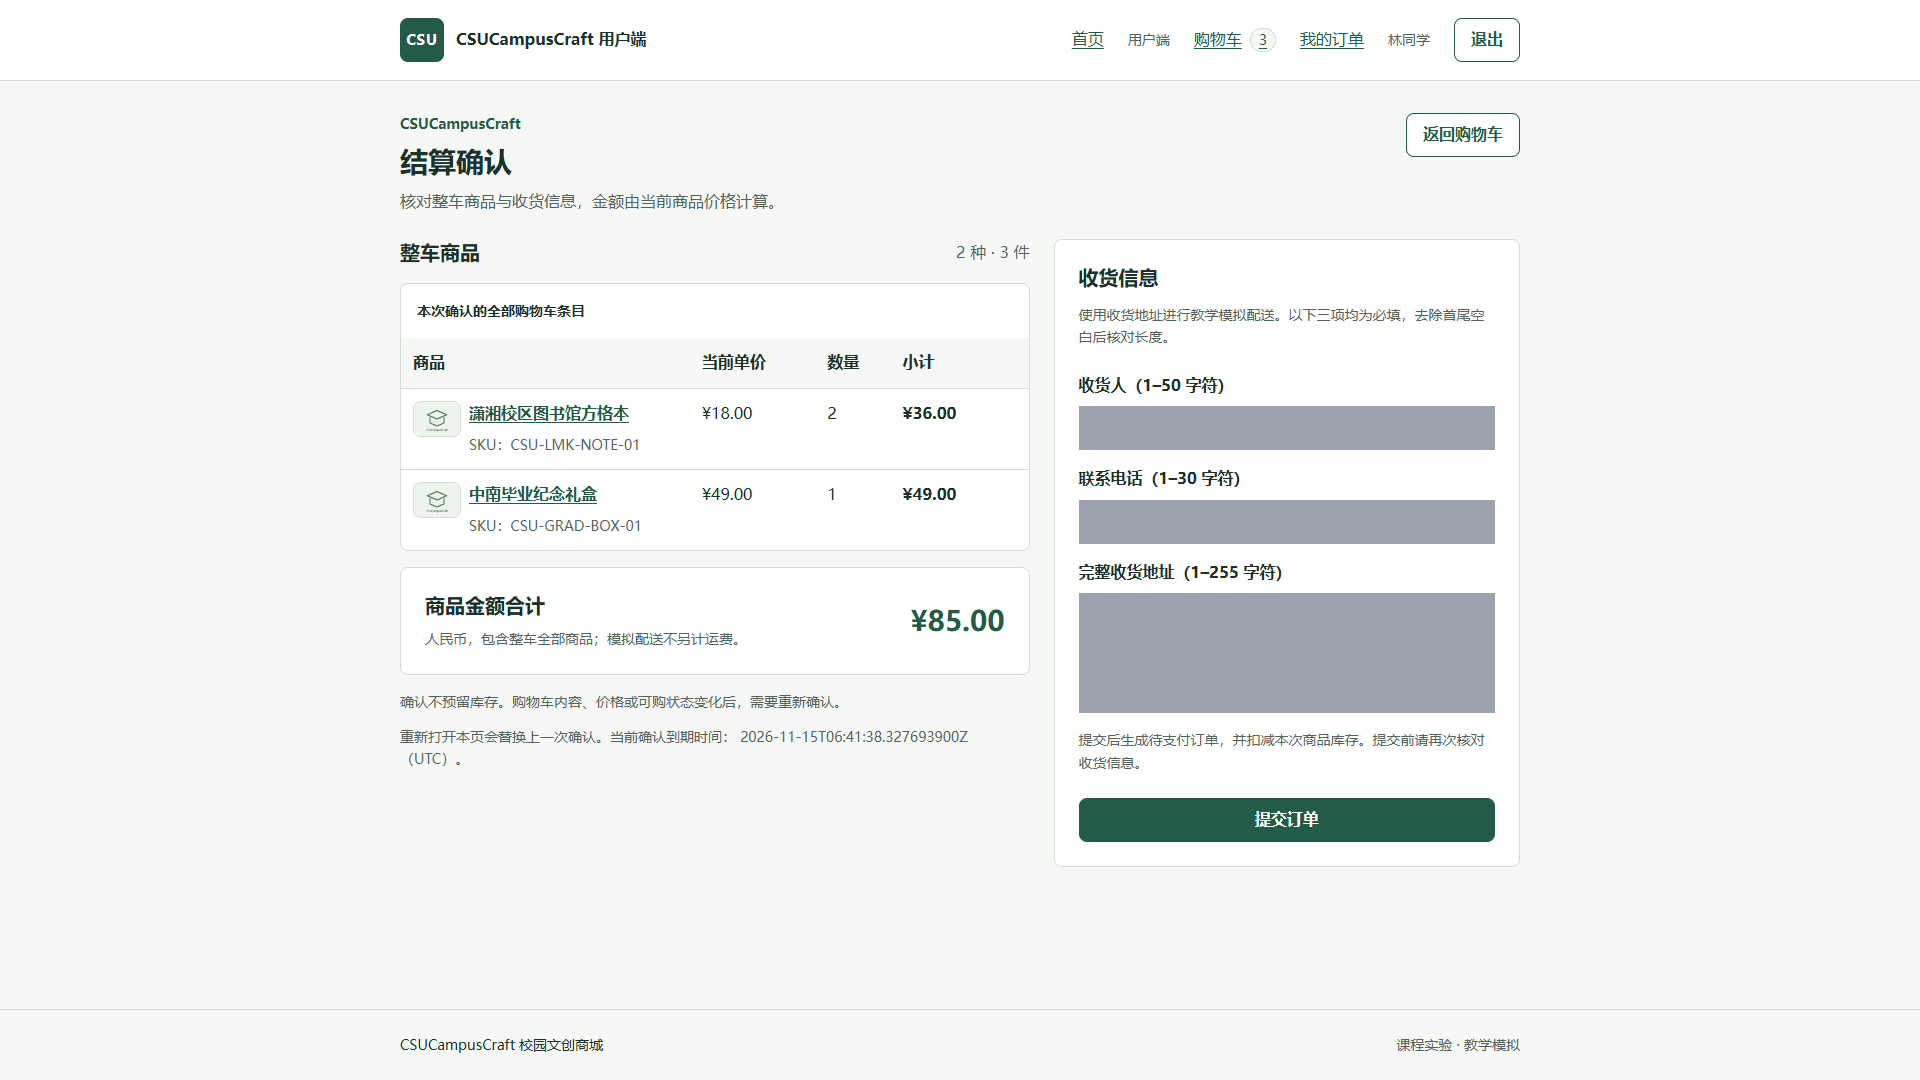 CSU CSUCampusCraft 用户端
首页 用户端 购物车 3 我的订单 林同学 退出
CSUCampusCraft
结算确认
核对整车商品与收货信息，金额由当前商品价格计算。
返回购物车
整车商品 2 种 · 3 件
本次确认的全部购物车条目
商品 当前单价 数量 小计
潇湘校区图书馆方格本 ¥18.00 2 ¥36.00
SKU：CSU-LMK-NOTE-01
中南毕业纪念礼盒 ¥49.00 1 ¥49.00
SKU：CSU-GRAD-BOX-01
商品金额合计
人民币，包含整车全部商品；模拟配送不另计运费。
¥85.00
确认不预留库存。购物车内容、价格或可购状态变化后，需要重新确认。
重新打开本页会替换上一次确认。当前确认到期时间： 2026-11-15T06:41:38.327693900Z
（UTC）。
收货信息
使用收货地址进行教学模拟配送。以下三项均为必填，去除首尾空
白后核对长度。
收货人（1–50 字符）
联系电话（1–30 字符）
完整收货地址（1–255 字符）
提交后生成待支付订单，并扣减本次商品库存。提交前请再次核对
收货信息。
提交订单
CSUCampusCraft 校园文创商城
课程实验 · 教学模拟